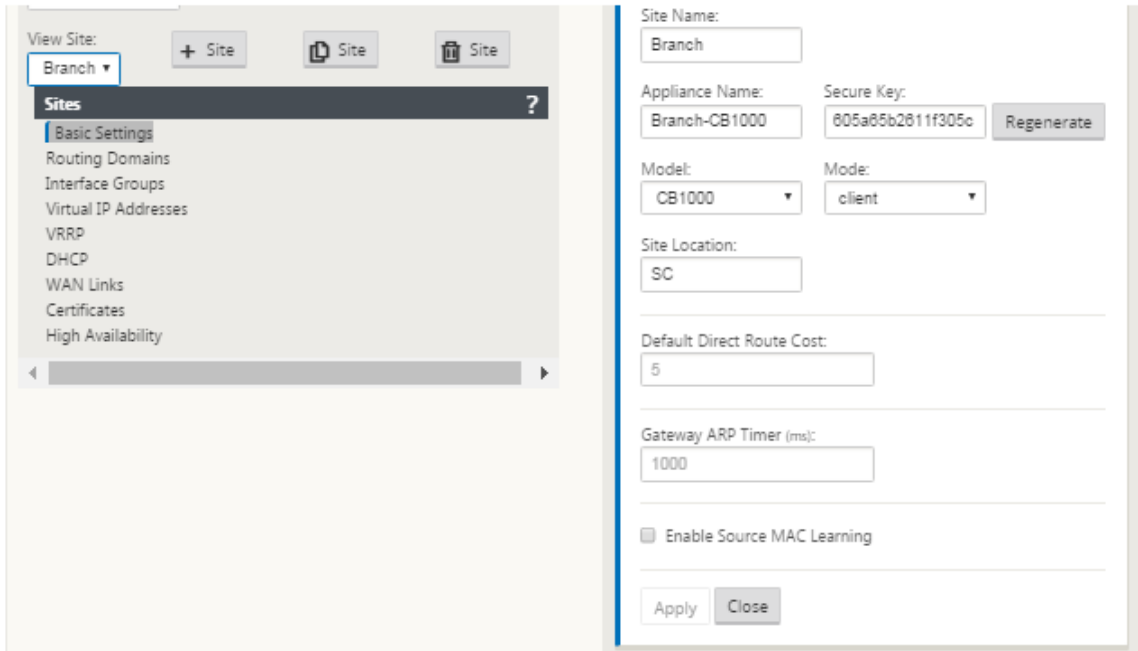 View Site:
+ Site
Site
Site
Branch
Sites ?
Basic Settings
Routing Domains
Interface Groups
Virtual IP Addresses
VRRP
DHCP
WAN Links
Certificates
High Availability
Site Name:
Branch
Appliance Name: Secure Key:
Branch-CB1000 605a65b2611f305c Regenerate
Model: Mode:
CB1000 client
Site Location:
SC
Default Direct Route Cost:
5
Gateway ARP Timer (ms):
1000
Enable Source MAC Learning
Apply Close